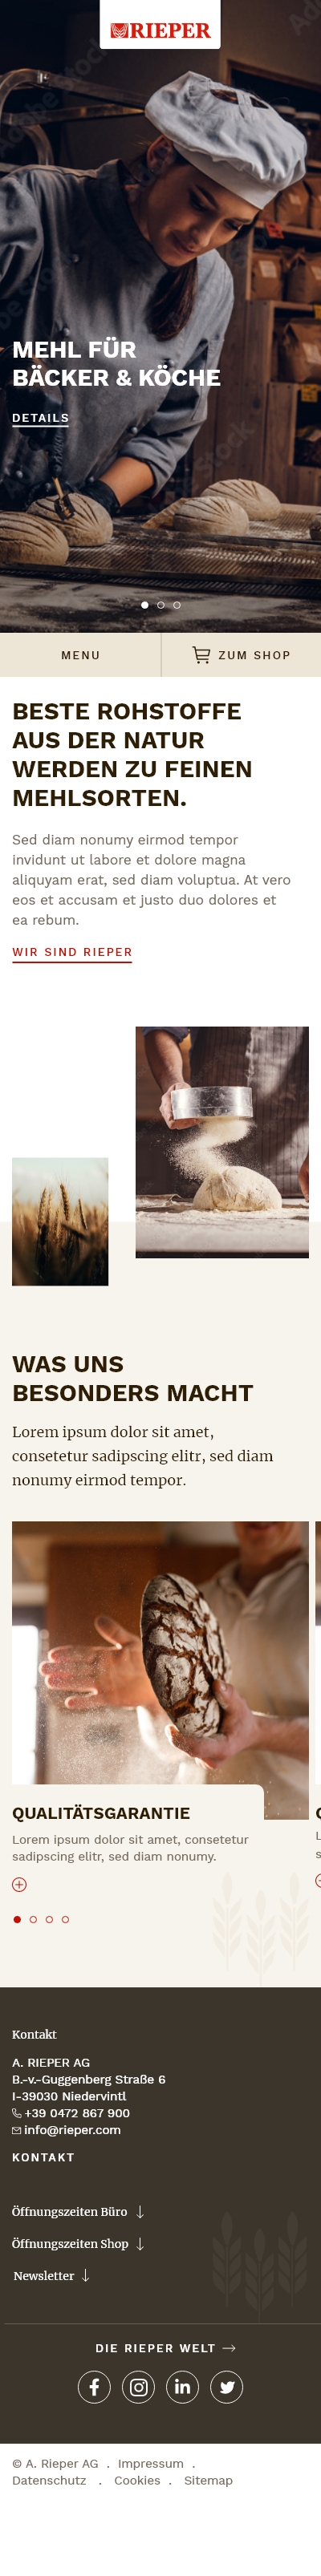 RIEPER
MEHL FÜR
BÄCKER & KÖCHE
DETAILS
MENU
ZUM SHOP
BESTE ROHSTOFFE
AUS DER NATUR
WERDEN ZU FEINEN
MEHLSORTEN.
Sed diam nonumy eirmod tempor
invidunt ut labore et dolore magna
aliquyam erat, sed diam voluptua. At vero
eos et accusam et justo duo dolores et
ea rebum.
WIR SIND RIEPER
WAS UNS
BESONDERS MACHT
Lorem ipsum dolor sit amet,
consetetur sadipscing elitr, sed diam
nonumy eirmod tempor.
QUALITÄTSGARANTIE
Lorem ipsum dolor sit amet, consetetur
sadipscing elitr, sed diam nonumy.
Kontakt
A. RIEPER AG
B.-v.-Guggenberg Straße 6
I-39030 Niedervintl
+39 0472 867 900
info@rieper.com
KONTAKT
Öffnungszeiten Büro
Öffnungszeiten Shop
Newsletter
DIE RIEPER WELT
© A. Rieper AG . Impressum .
Datenschutz . Cookies . Sitemap